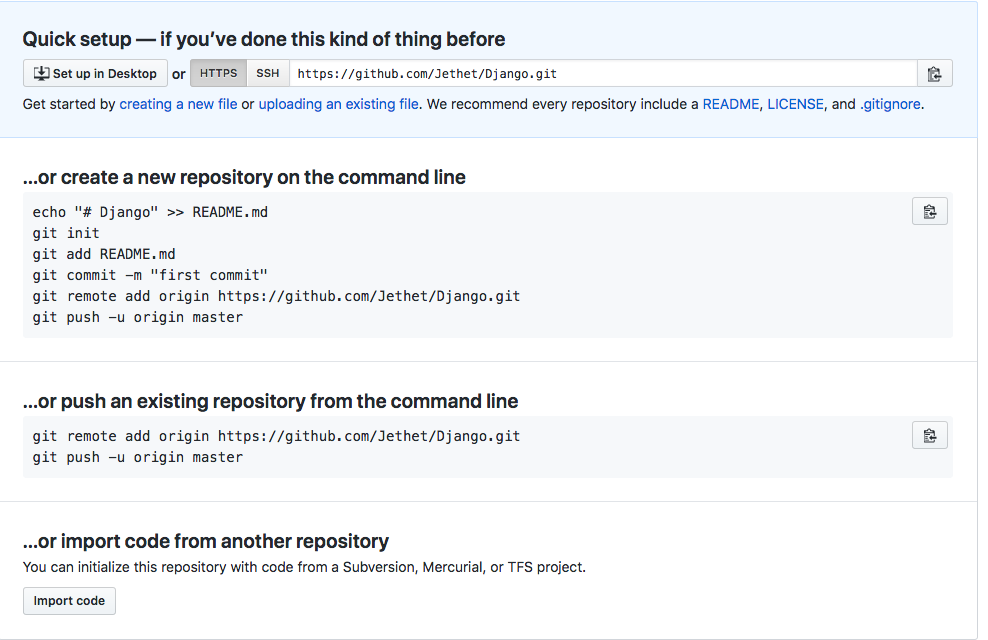 Quick setup — if you’ve done this kind of thing before
Set up in Desktop or HTTPS SSH https://github.com/Jethet/Django.git
Get started by creating a new file or uploading an existing file. We recommend every repository include a README, LICENSE, and .gitignore.
…or create a new repository on the command line
echo "# Django" >> README.md
git init
git add README.md
git commit -m "first commit"
git remote add origin https://github.com/Jethet/Django.git
git push -u origin master
…or push an existing repository from the command line
git remote add origin https://github.com/Jethet/Django.git
git push -u origin master
…or import code from another repository
You can initialize this repository with code from a Subversion, Mercurial, or TFS project.
Import code